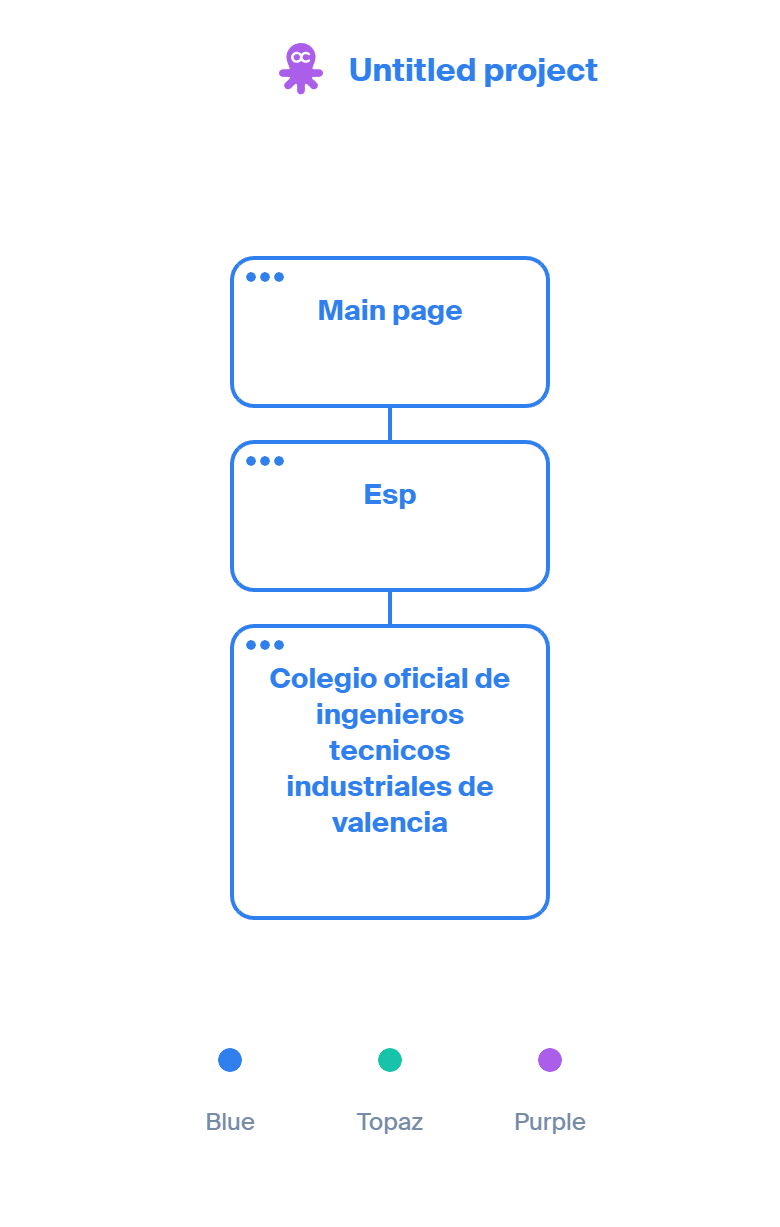 Untitled project
Main page
Esp
Colegio oficial de
ingenieros
tecnicos
industriales de
valencia
Blue
Topaz
Purple